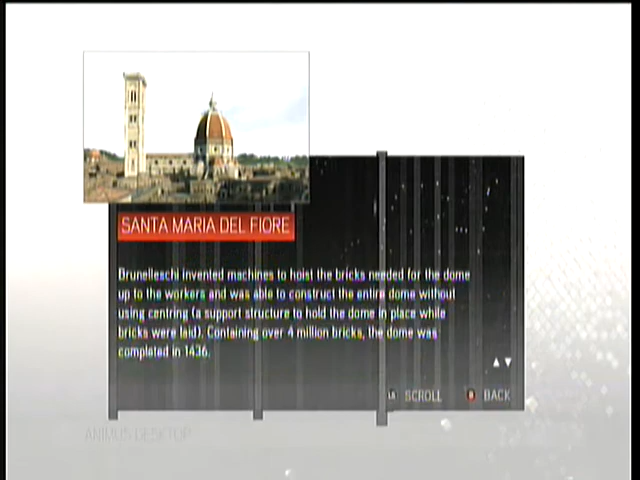 SANTA MARIA DEL FIORE
Brunelleschi invented machines to hoist the bricks needed for the dome
up to the workers and was able to construct the entire dome without
using centring (a support structure to hold the dome in place while
bricks were laid). Containing over 4 million bricks, the dome was
completed in 1436.
SCROLL BACK
ANIMUS DESKTOP